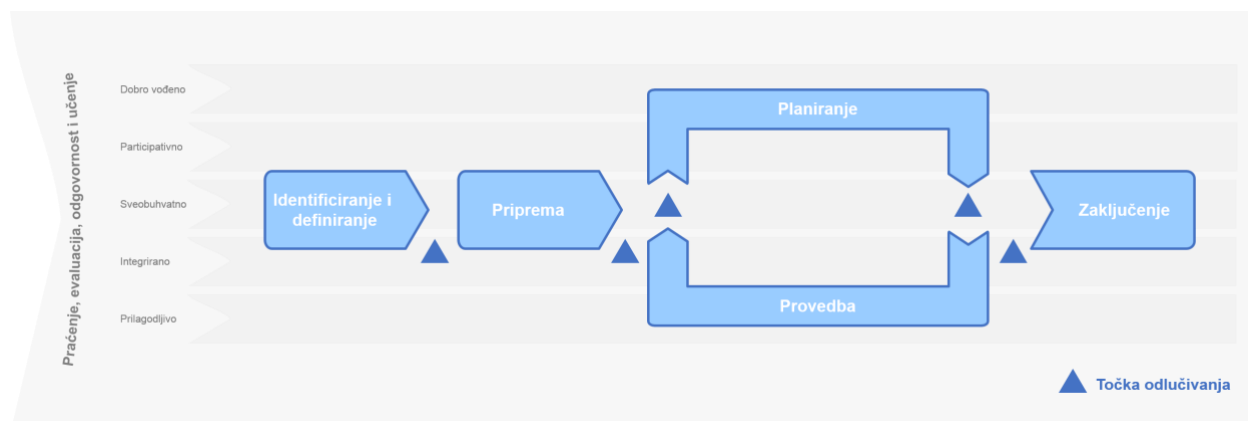 Praćenje, evaluacija, odgovornost i učenje
Dobro vođeno
Participativno
Sveobuhvatno
Integrirano
Prilagodljivo
Identificiranje i
definiranje
Priprema
Planiranje
Provedba
Zaključenje
Točka odlučivanja